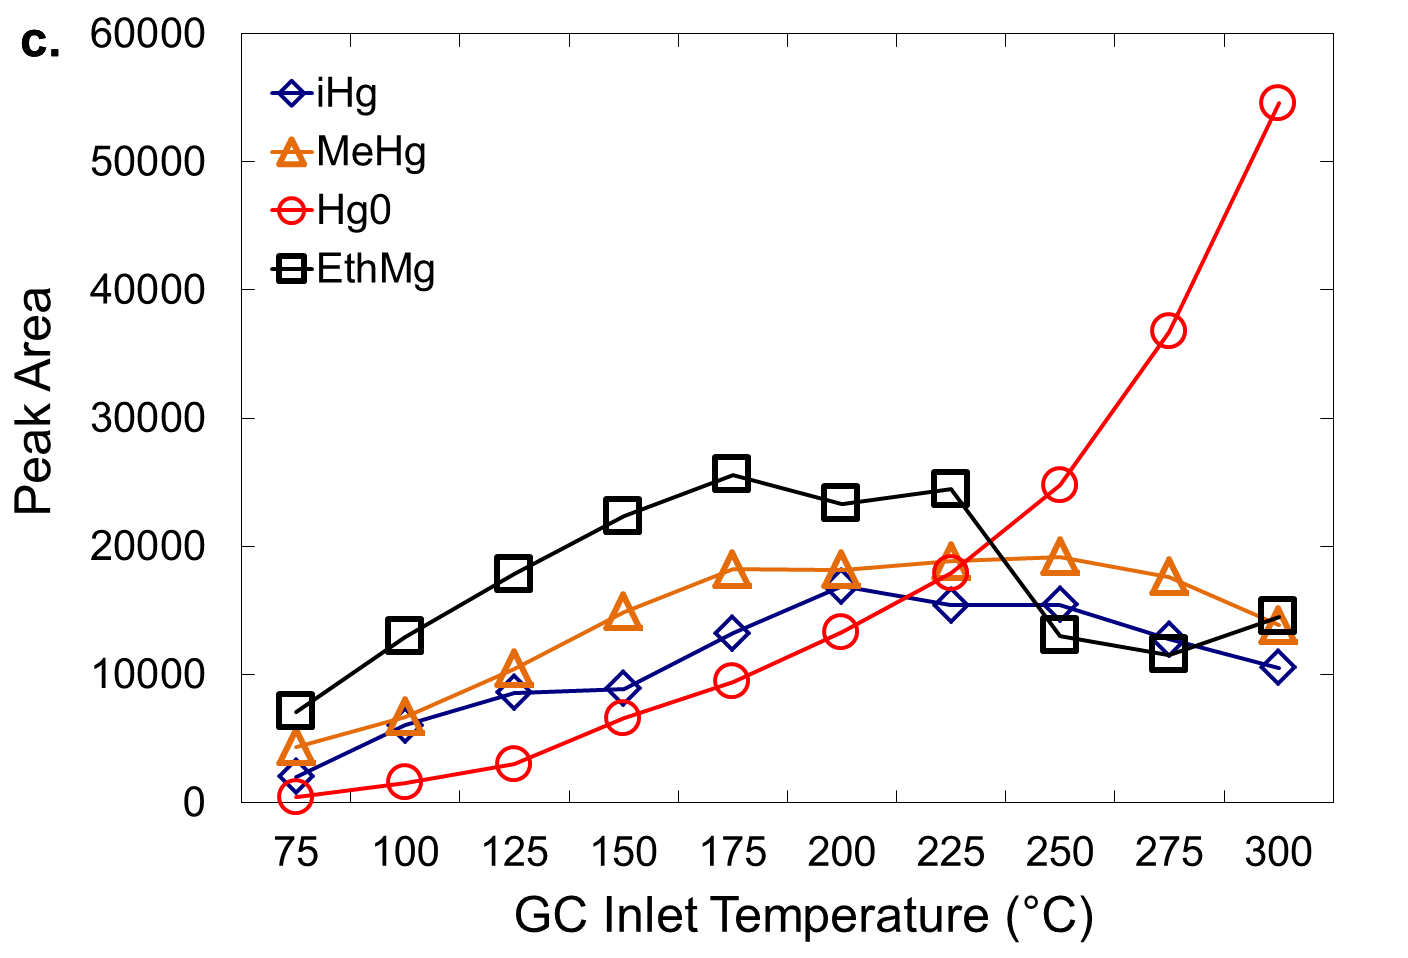 c.
60000
50000
40000
30000
20000
10000
0
Peak Area
iHg
MeHg
Hg0
EthMg
75 100 125 150 175 200 225 250 275 300
GC Inlet Temperature (°C)